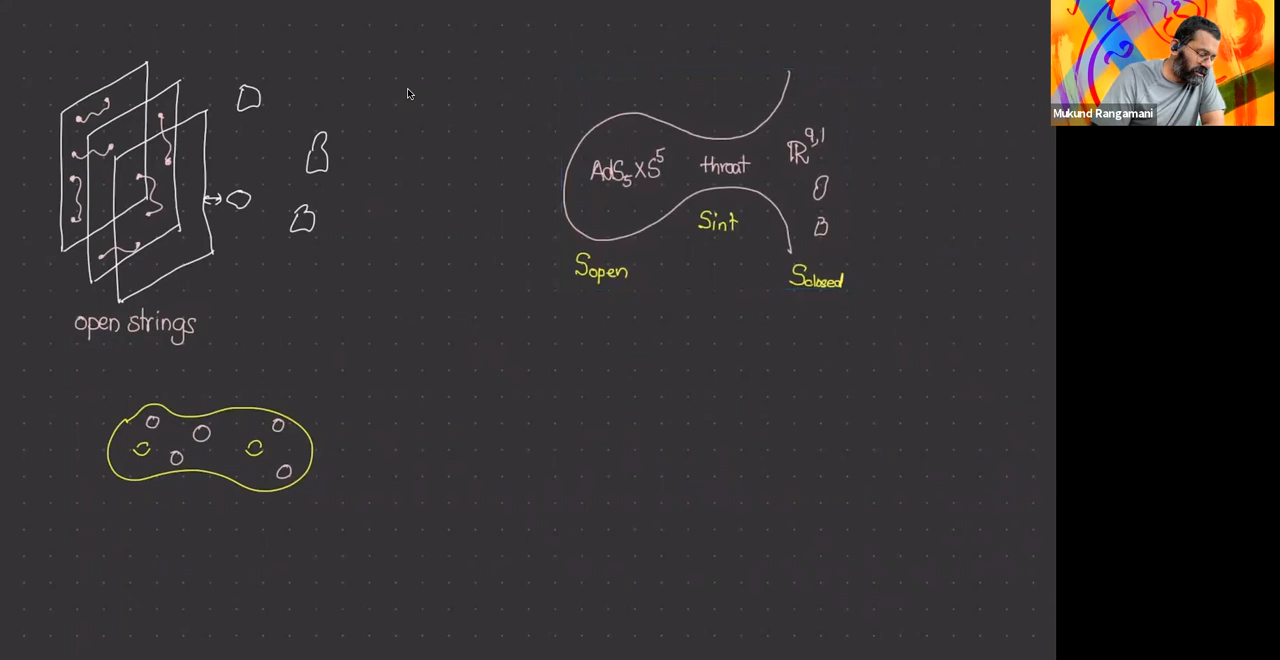 open strings
AdS₅×S⁵
throat
ℝ⁹,¹
Sint
Sopen
Sclosed
Mukund Rangamani